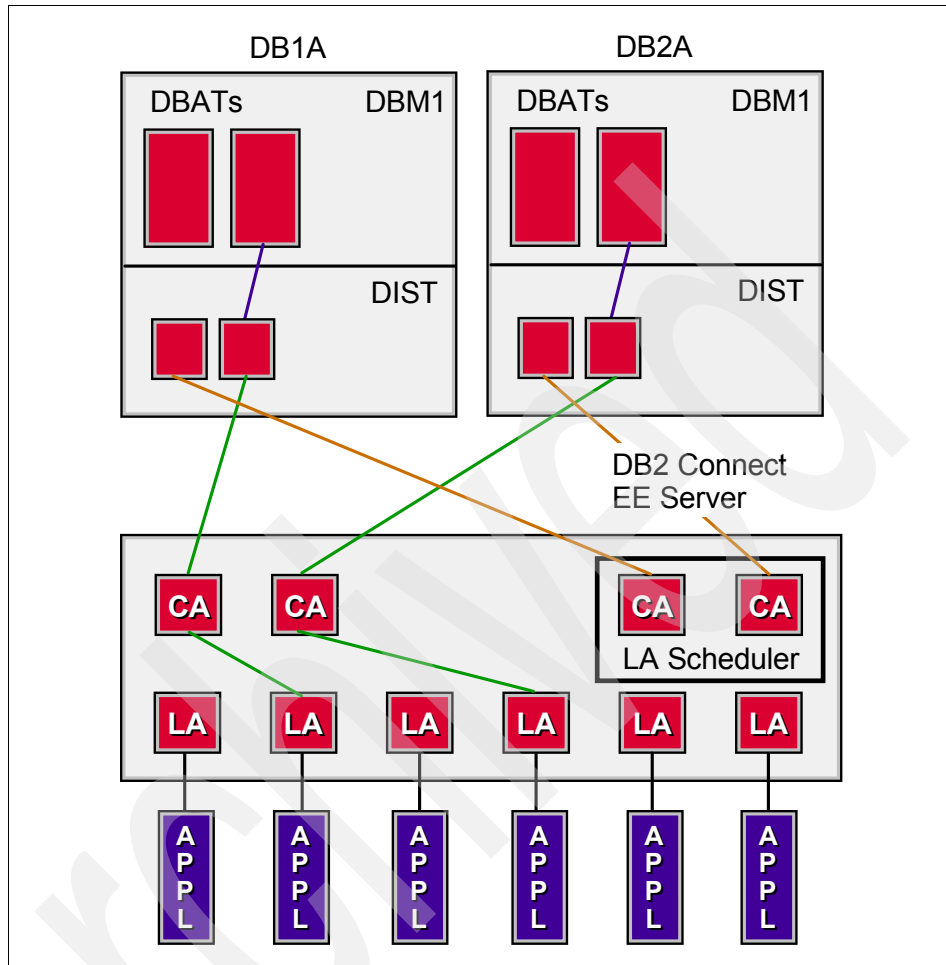 DB1A
DB2A
DBATs
DBM1
DBATs
DBM1
DIST
DIST
DB2 Connect
EE Server
CA
CA
CA
CA
LA Scheduler
LA
LA
LA
LA
LA
LA
APPL
APPL
APPL
APPL
APPL
APPL
rchived